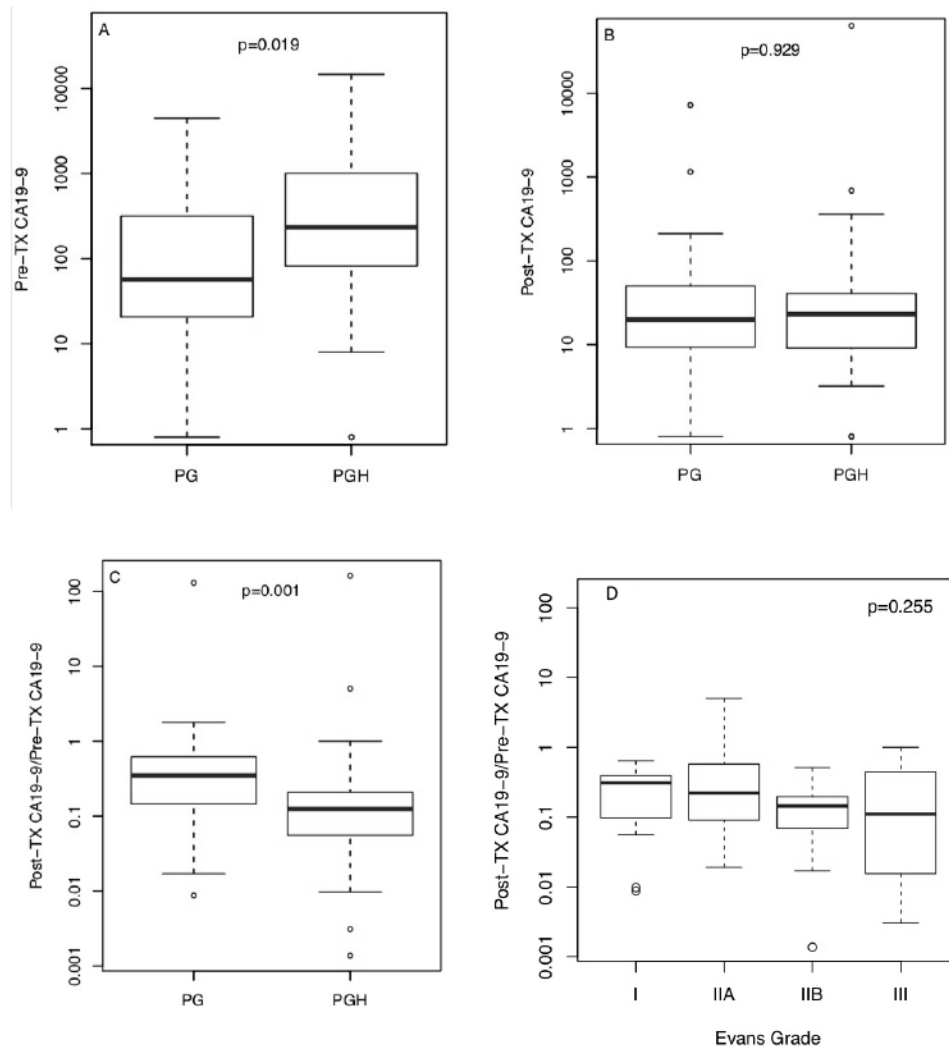 A
p=0.019
Pre-TX CA19-9
10000
1000
100
10
1
PG PGH
B
p=0.929
Post-TX CA19-9
10000
1000
100
10
1
PG PGH
C
p=0.001
Post-TX CA19-9/Pre-TX CA19-9
100
10
1
0.1
0.01
0.001
PG PGH
D
p=0.255
Post-TX CA19-9/Pre-TX CA19-9
100
10
1
0.1
0.01
0.001
I IIA IIB III
Evans Grade